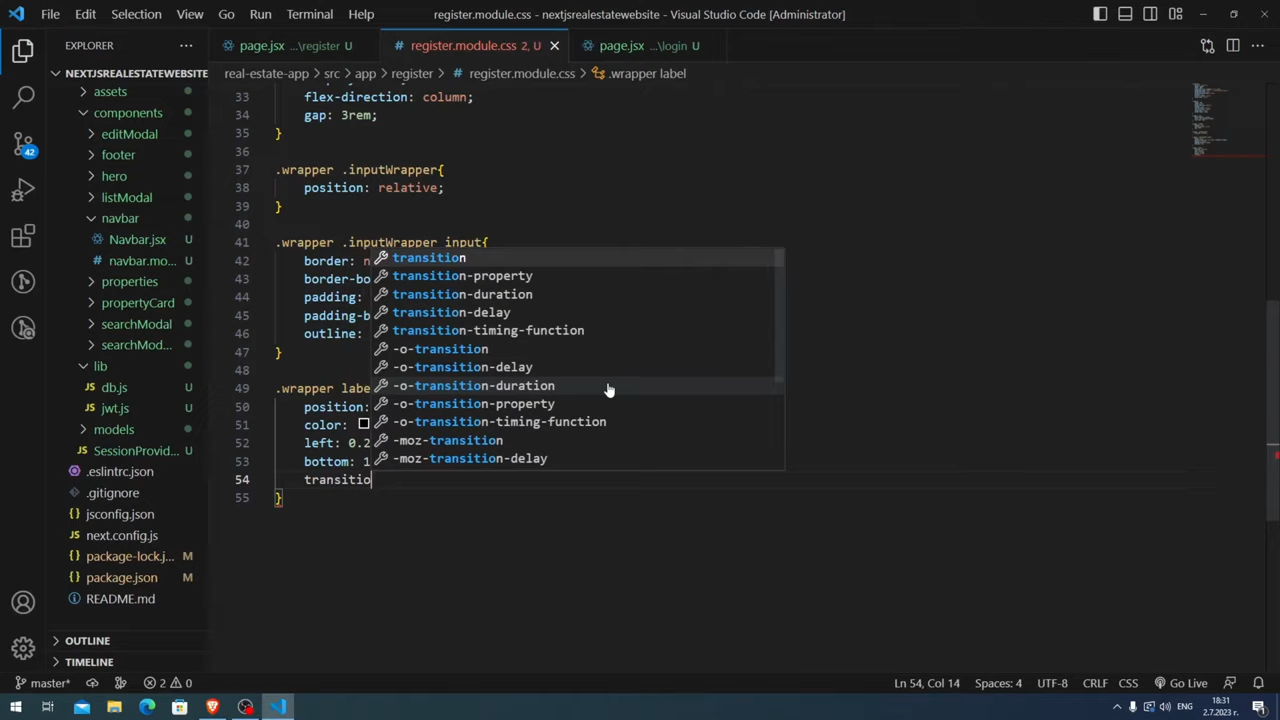 File Edit Selection View Go Run Terminal Help register.module.css - nextjsrealestatewebsite - Visual Studio Code [Administrator]
EXPLORER
page.jsx ...\register U
register.module.css 2, U
page.jsx ...\login U
real-estate-app > src > app > register > # register.module.css > .wrapper label
NEXTJSREALESTATEWEBSITE
assets
components
editModal
footer
hero
listModal
navbar
Navbar.jsx U
navbar.mo... U
properties
propertyCard
searchModal
searchMod...
lib
db.js U
jwt.js U
models
SessionProvid... U
.eslintrc.json
.gitignore
jsconfig.json
next.config.js
package-lock.j... M
package.json M
README.md
OUTLINE
TIMELINE
42
33 flex-direction: column;
34 gap: 3rem;
35 }
36
37 .wrapper .inputWrapper{
38 position: relative;
39 }
40
41 .wrapper .inputWrapper input{
42 border: n
43 border-bo
44 padding:
45 padding-b
46 outline:
47 }
48
49 .wrapper labe
50 position:
51 color:
52 left: 0.2
53 bottom: 1
54 transitio
55 }
transition
transition-property
transition-duration
transition-delay
transition-timing-function
-o-transition
-o-transition-delay
-o-transition-duration
-o-transition-property
-o-transition-timing-function
-moz-transition
-moz-transition-delay
master* 2 0 Ln 54, Col 14 Spaces: 4 UTF-8 CRLF CSS Go Live
ENG 18:31
2.7.2023 г.
1